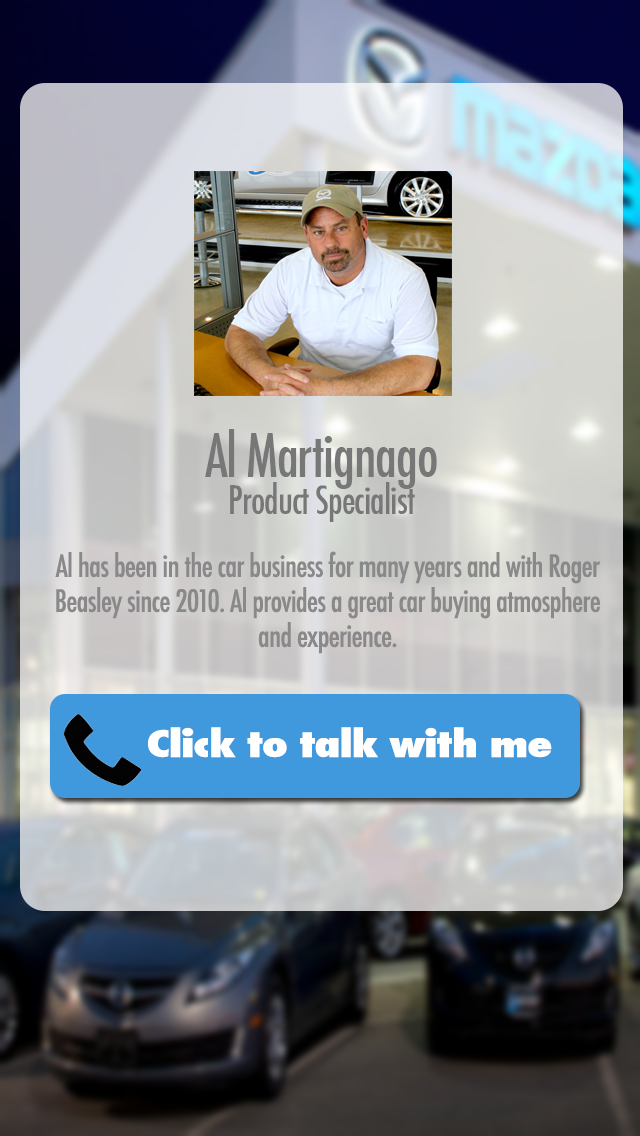 mazda
Al Martignago
Product Specialist
Al has been in the car business for many years and with Roger
Beasley since 2010. Al provides a great car buying atmosphere
and experience.
Click to talk with me